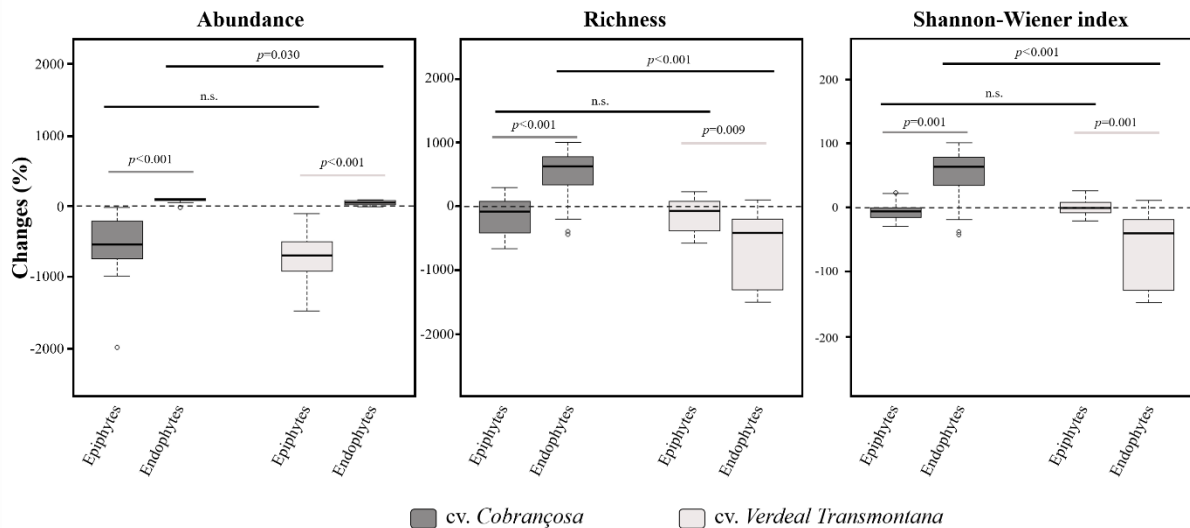 Abundance
Richness
Shannon-Wiener index
Changes (%)
2000
1000
0
-1000
-2000
p=0.030
n.s.
p<0.001
p<0.001
Epiphytes
Endophytes
Epiphytes
Endophytes
2000
1000
0
-1000
-2000
p<0.001
n.s.
p<0.001
p=0.009
Epiphytes
Endophytes
Epiphytes
Endophytes
200
100
0
-100
-200
p<0.001
n.s.
p=0.001
p=0.001
Epiphytes
Endophytes
Epiphytes
Endophytes
cv. Cobrançosa
cv. Verdeal Transmontana